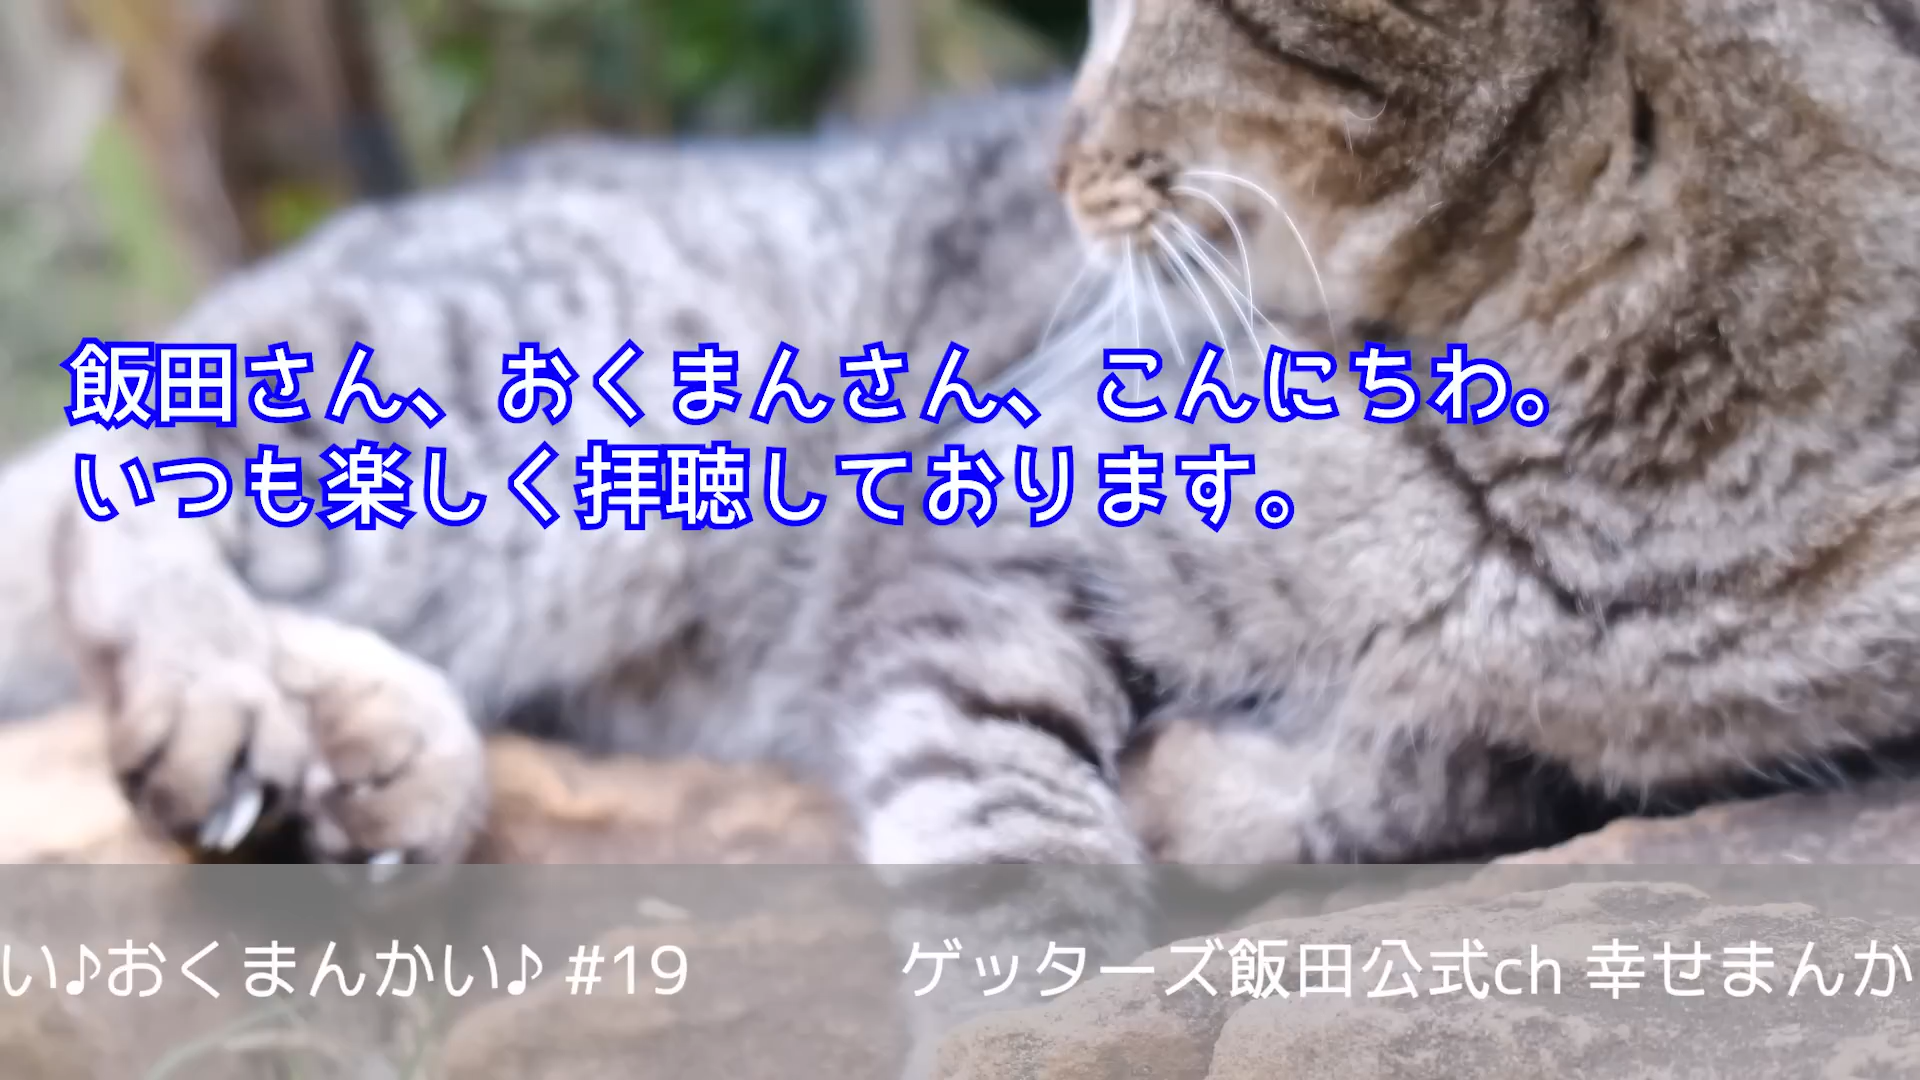 飯田さん、おくまんさん、こんにちわ。
いつも楽しく拝聴しております。
い♪おくまんかい♪ #19 ゲッターズ飯田公式ch 幸せまんか